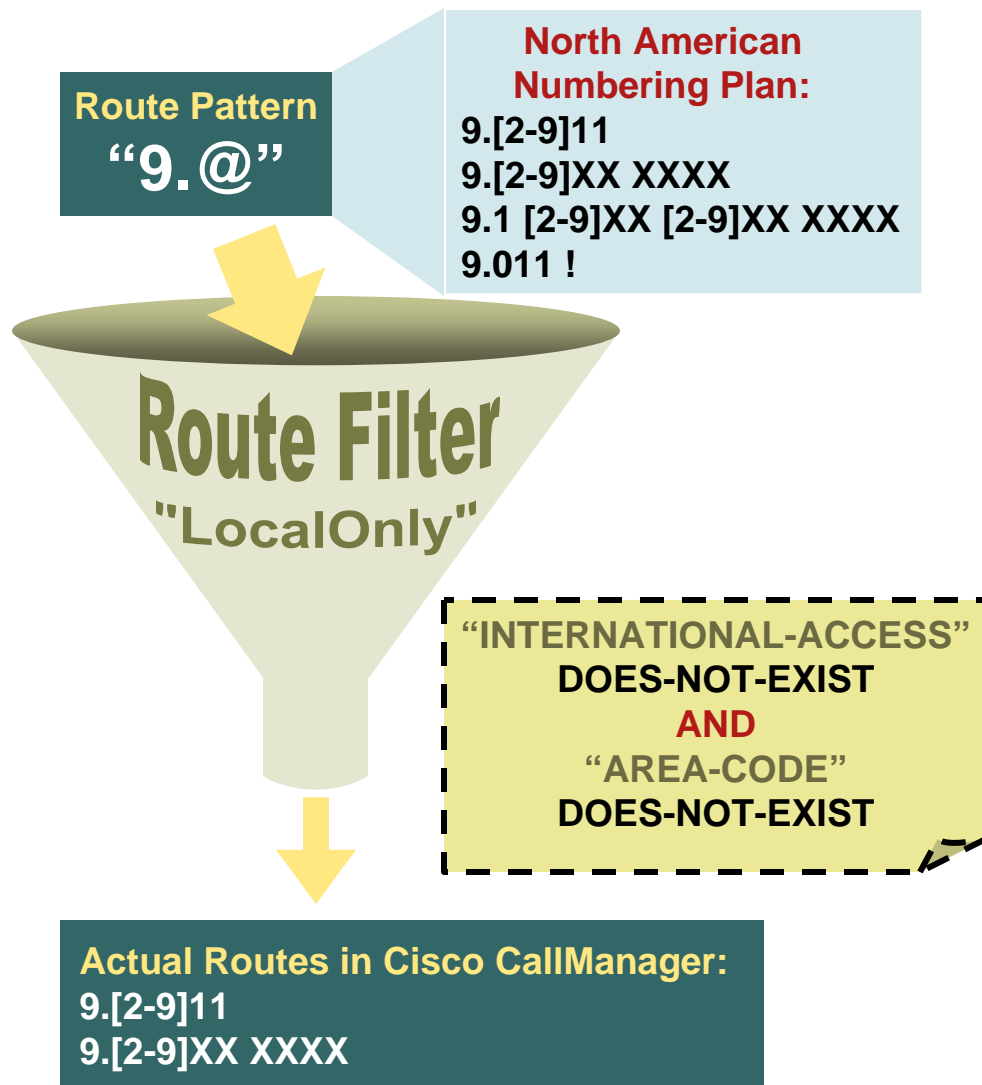 Route Pattern
“9.@”
North American
Numbering Plan:
9.[2-9]11
9.[2-9]XX XXXX
9.1 [2-9]XX [2-9]XX XXXX
9.011 !
Route Filter
"LocalOnly"
“INTERNATIONAL-ACCESS”
DOES-NOT-EXIST
AND
“AREA-CODE”
DOES-NOT-EXIST
Actual Routes in Cisco CallManager:
9.[2-9]11
9.[2-9]XX XXXX